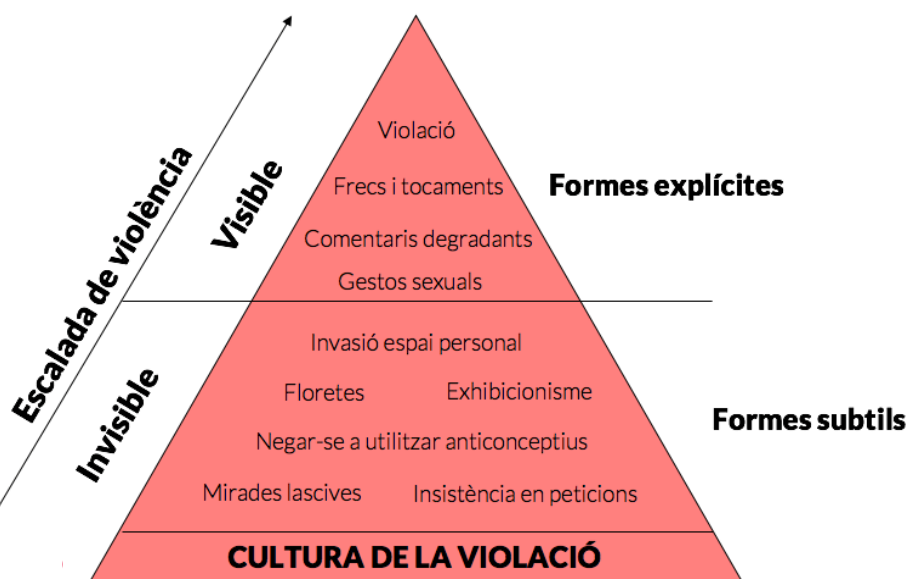 Violació
Frecs i tocaments
Comentaris degradants
Gestos sexuals
Formes explícites
Visible
Escalada de violència
Invisible
Invasió espai personal
Floretes Exhibicionisme
Negar-se a utilitzar anticonceptius
Mirades lascives Insistència en peticions
Formes subtils
CULTURA DE LA VIOLACIÓ